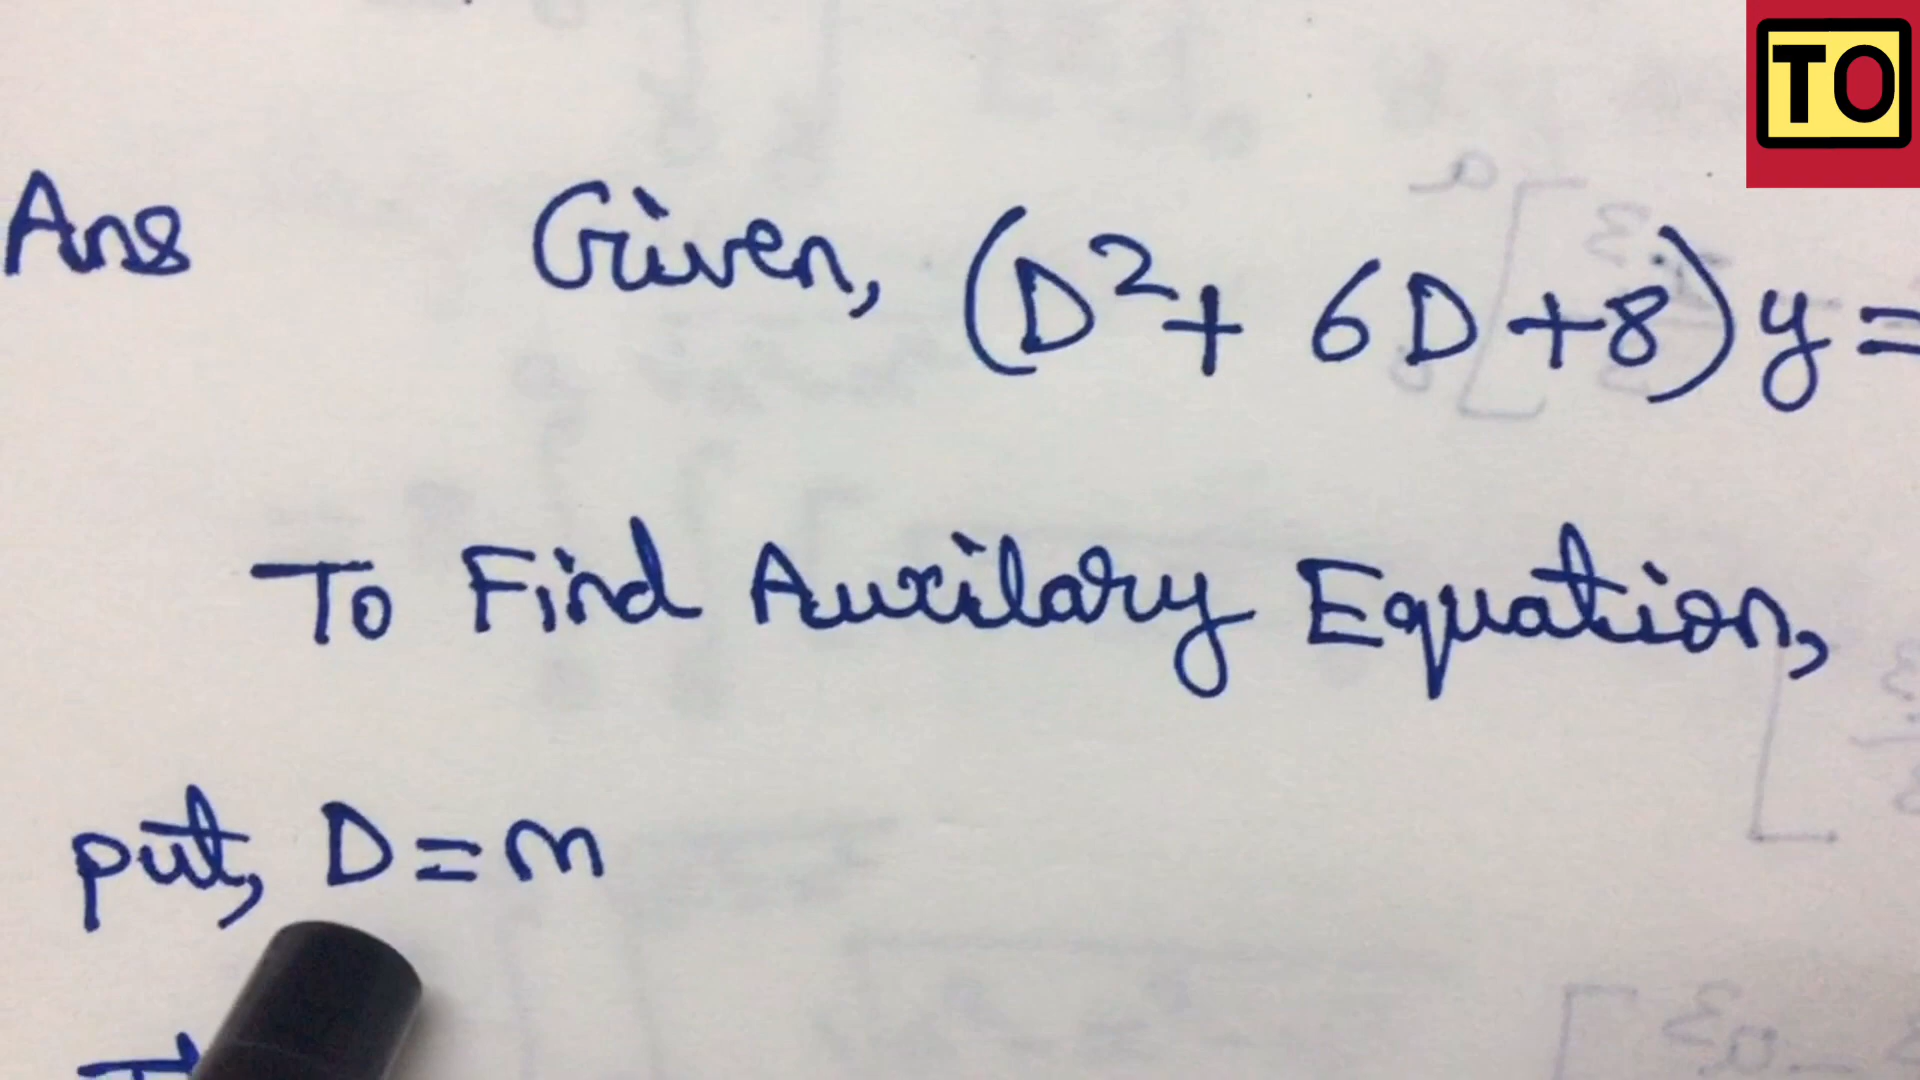 TO
Ans Given, (D²+ 6D+8)y=
To Find Auxilary Equation,
put, D=m